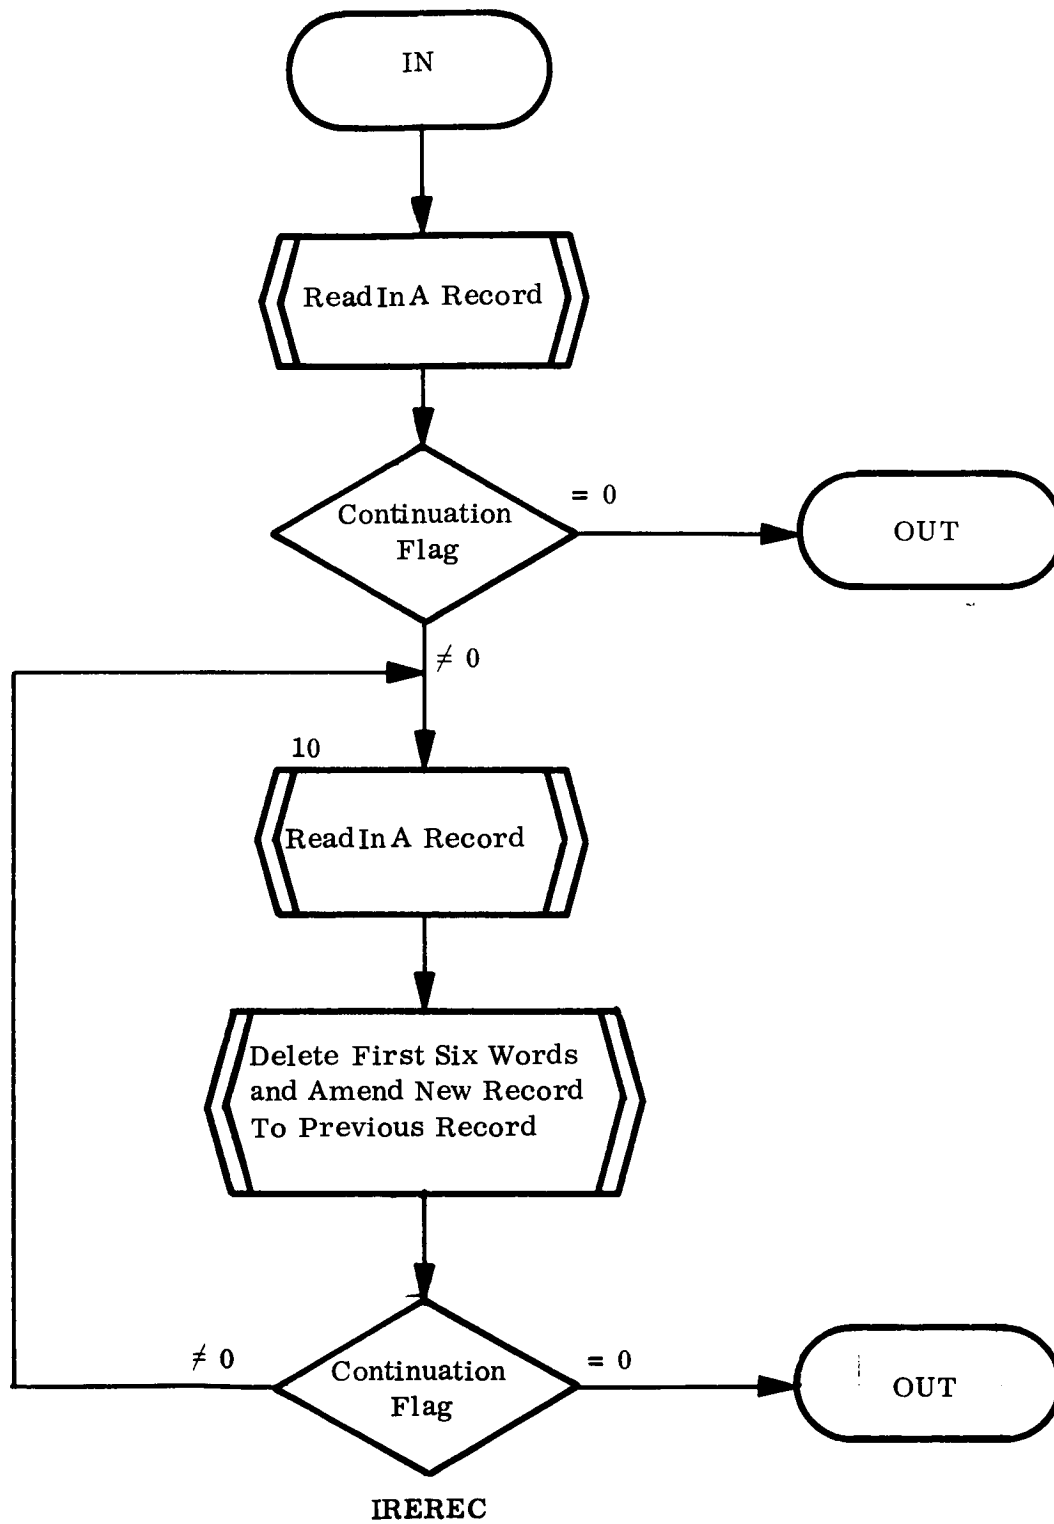 IN
Read In A Record
Continuation
Flag
= 0
OUT
≠ 0
10
Read In A Record
Delete First Six Words
and Amend New Record
To Previous Record
≠ 0
Continuation
Flag
= 0
OUT
IREREC